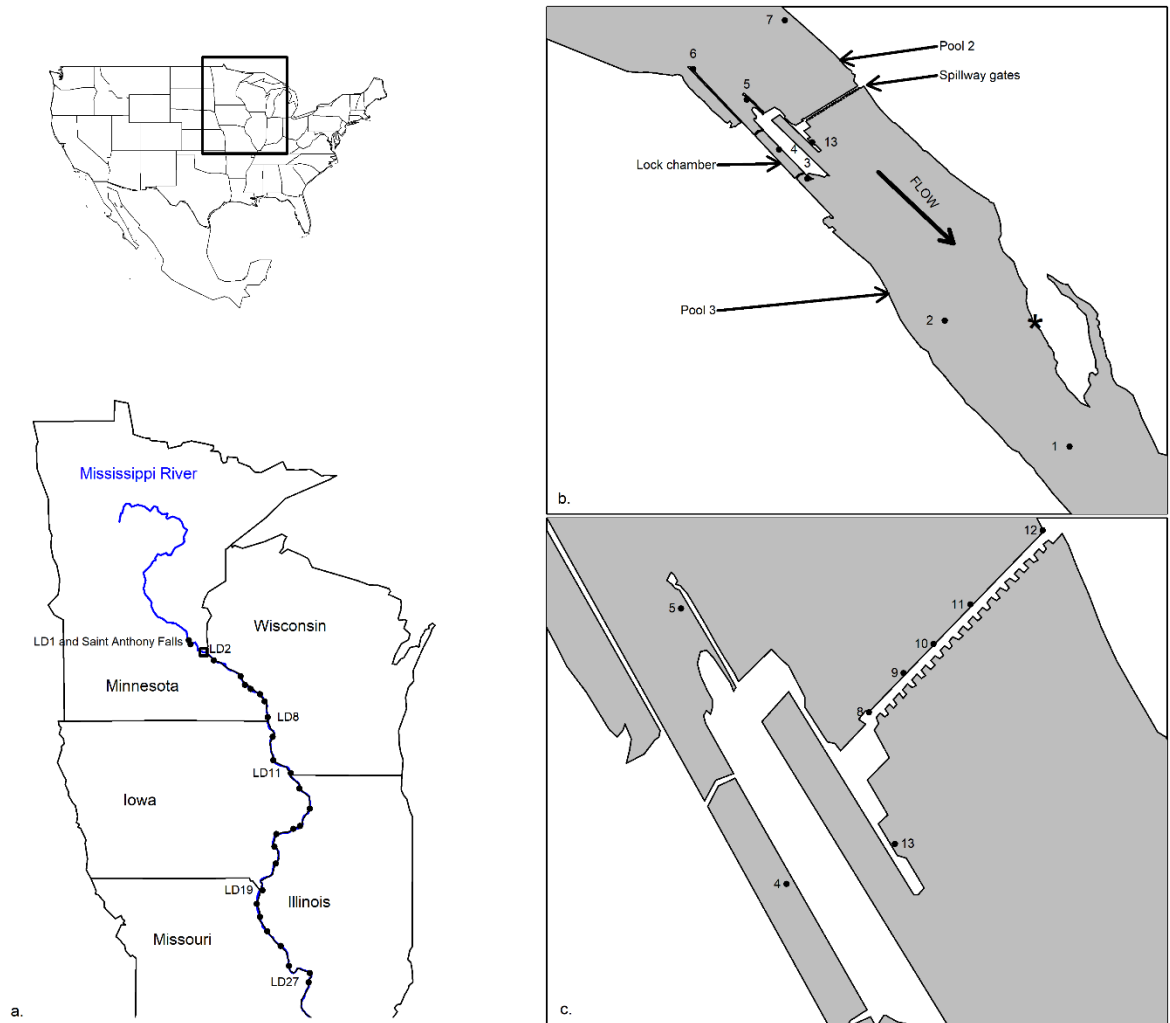 Mississippi River
LD1 and Saint Anthony Falls
LD2
Wisconsin
Minnesota
LD8
LD11
Iowa
LD19
Illinois
Missouri
LD27
a.
7
Pool 2
6
Spillway gates
5
13
4
Lock chamber
3
FLOW
Pool 3
2
*
1
b.
12
5
11
10
9
8
13
4
c.